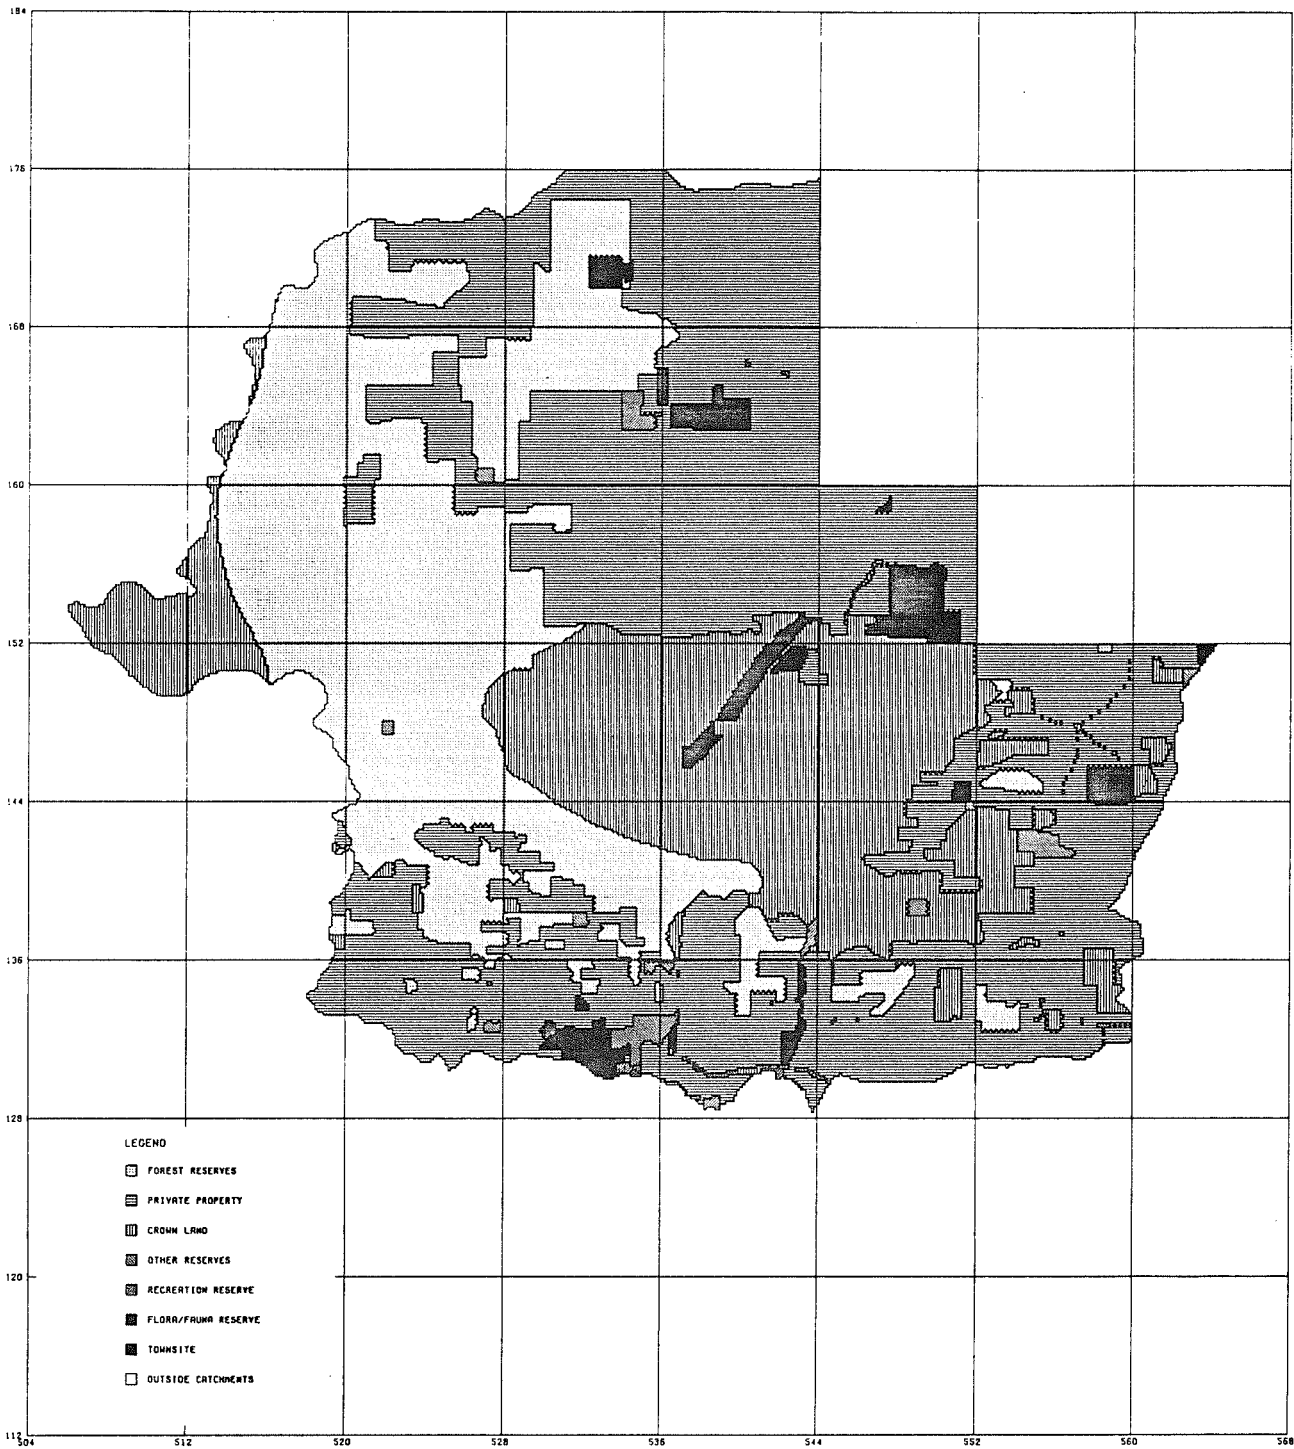 184
176
168
160
152
144
136
128
LEGEND
FOREST RESERVES
PRIVATE PROPERTY
CROWN LAND
OTHER RESERVES
120
RECREATION RESERVE
FLORA/FAUNA RESERVE
TOWNSITE
OUTSIDE CATCHMENTS
112
504 512 520 528 536 544 552 560 568